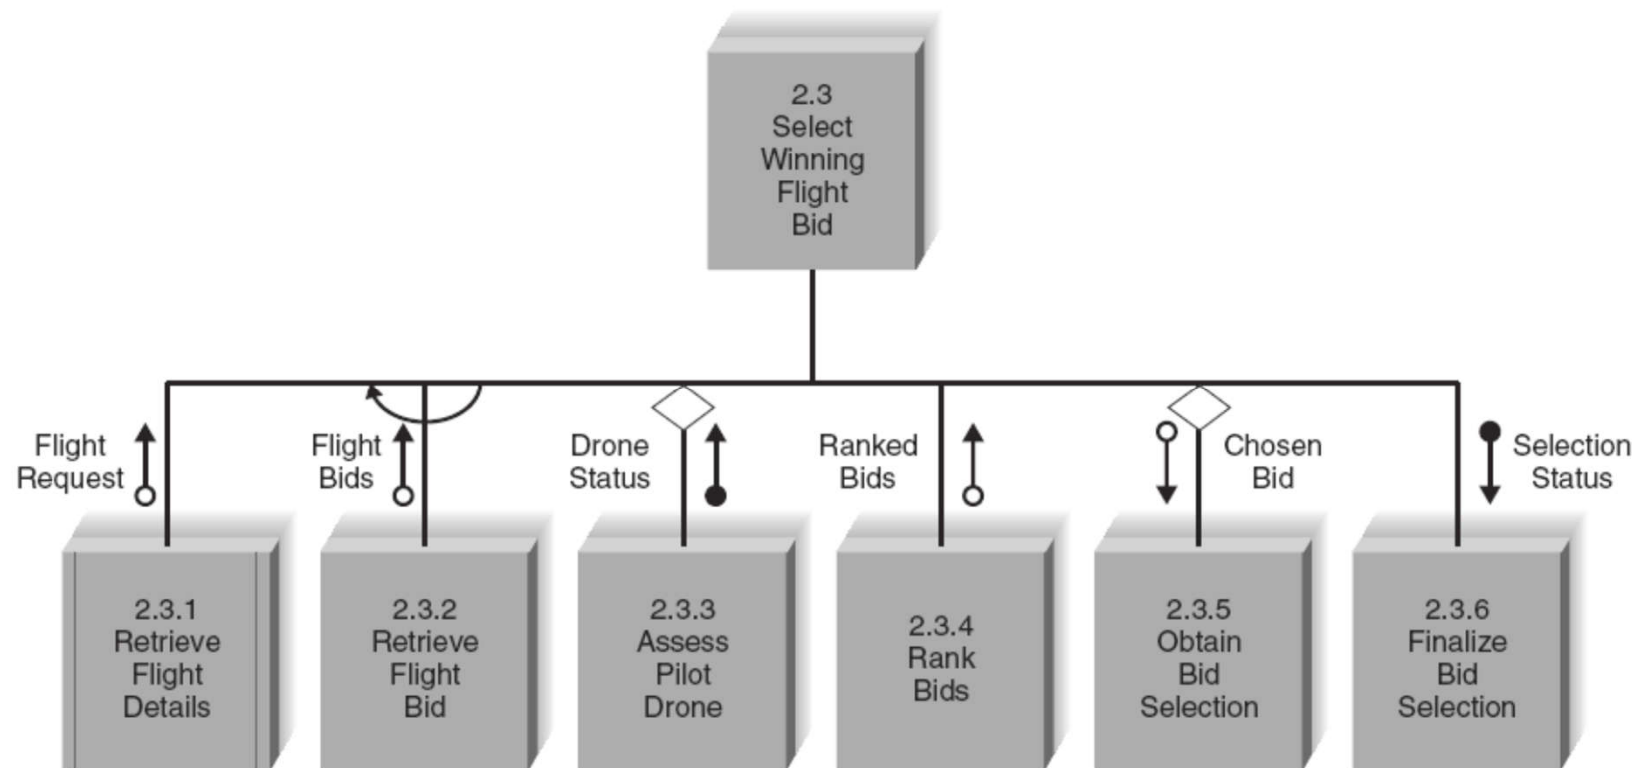 2.3
Select
Winning
Flight
Bid
Flight
Request
Flight
Bids
Drone
Status
Ranked
Bids
Chosen
Bid
Selection
Status
2.3.1
Retrieve
Flight
Details
2.3.2
Retrieve
Flight
Bid
2.3.3
Assess
Pilot
Drone
2.3.4
Rank
Bids
2.3.5
Obtain
Bid
Selection
2.3.6
Finalize
Bid
Selection